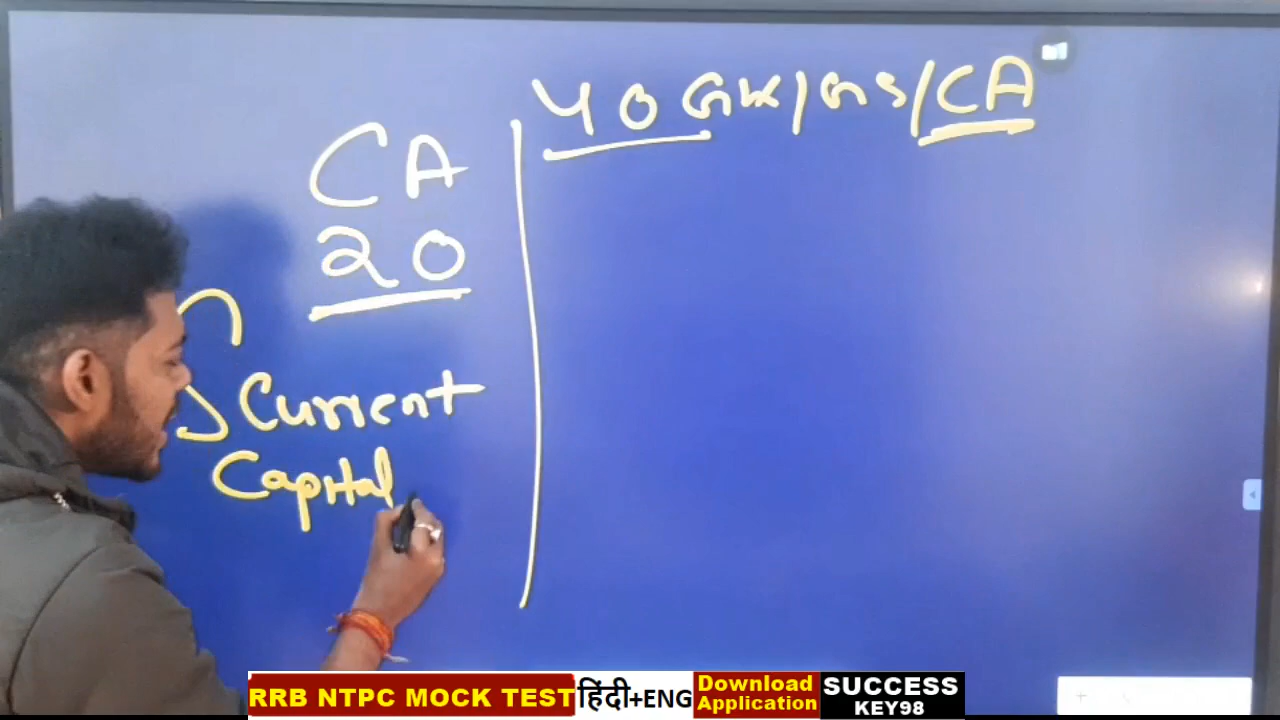 40 GK/GS/CA
CA
20
Current
Capital
RRB NTPC MOCK TEST हिंदी+ENG Download Application SUCCESS KEY98